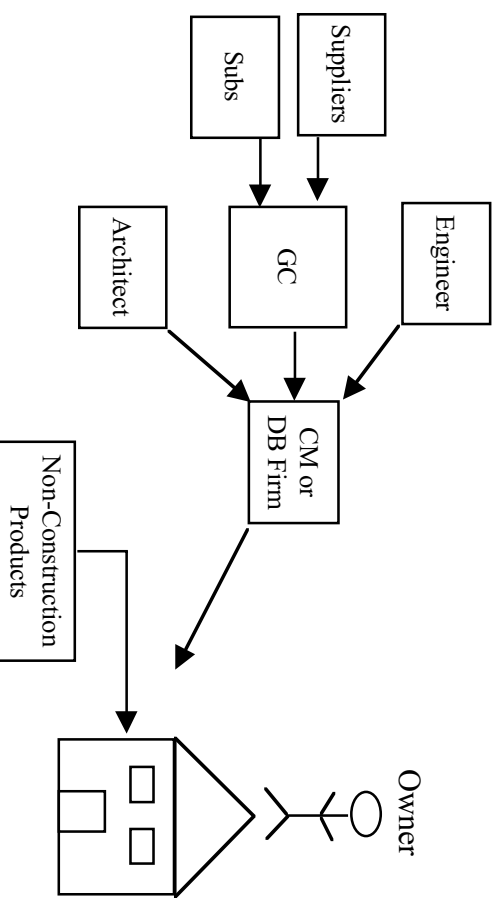 Owner
Engineer
Suppliers
Subs
GC
CM or
DB Firm
Architect
Non-Construction
Products